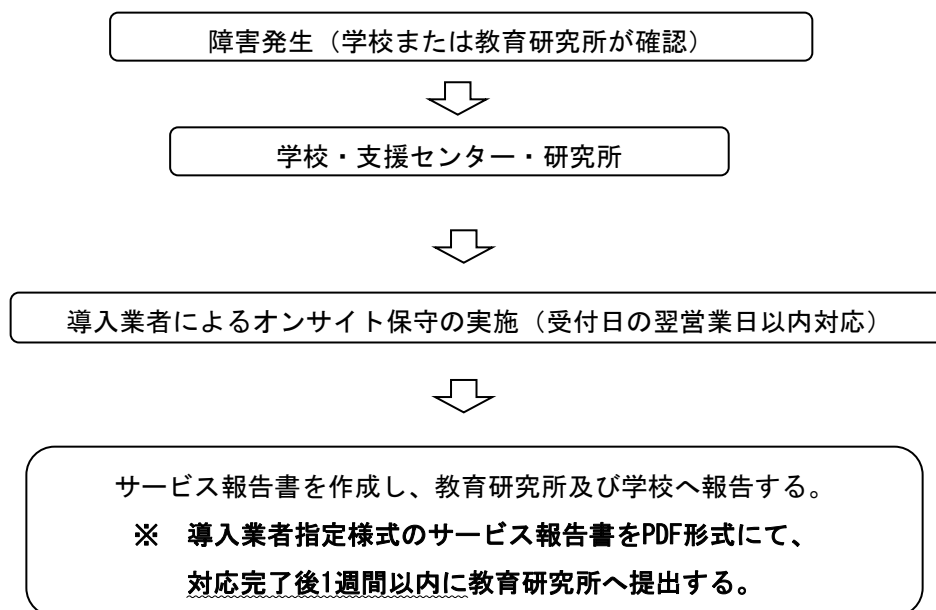 障害発生（学校または教育研究所が確認）
学校・支援センター・研究所
導入業者によるオンサイト保守の実施（受付日の翌営業日以内対応）
サービス報告書を作成し、教育研究所及び学校へ報告する。
※　導入業者指定様式のサービス報告書をPDF形式にて、
対応完了後1週間以内に教育研究所へ提出する。